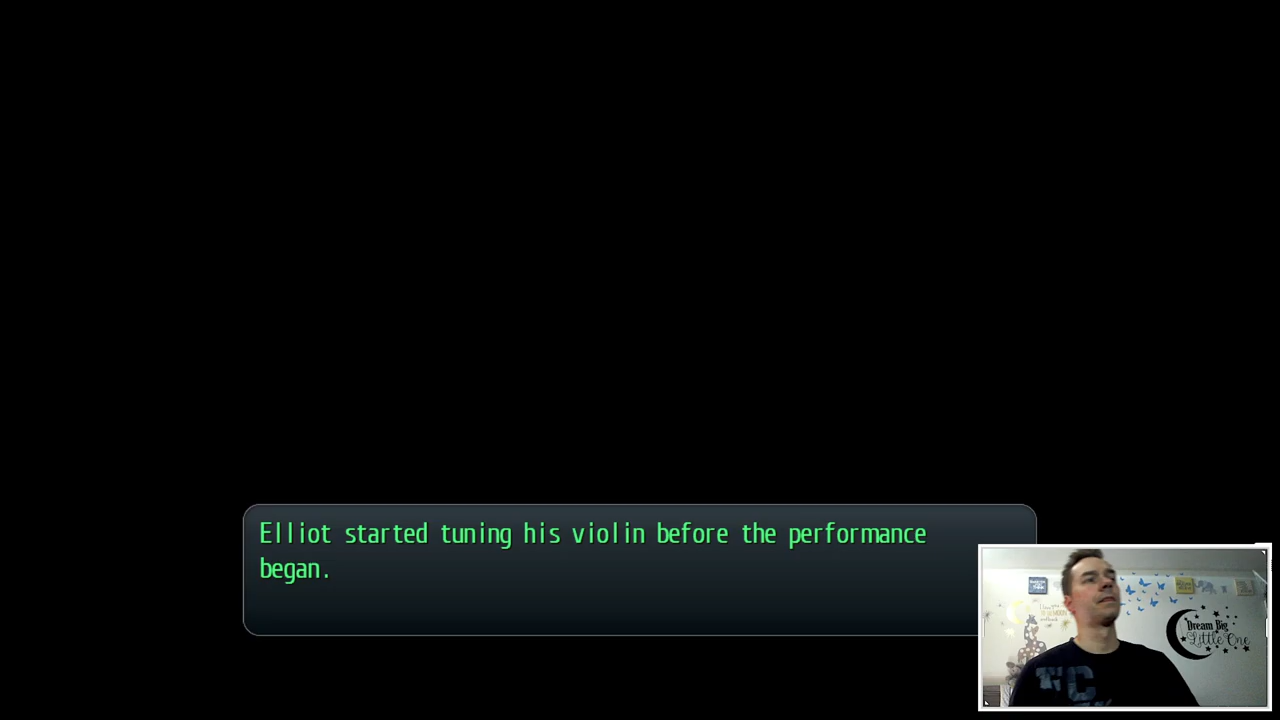 Elliot started tuning his violin before the performance
began.
Dream Big
Little One